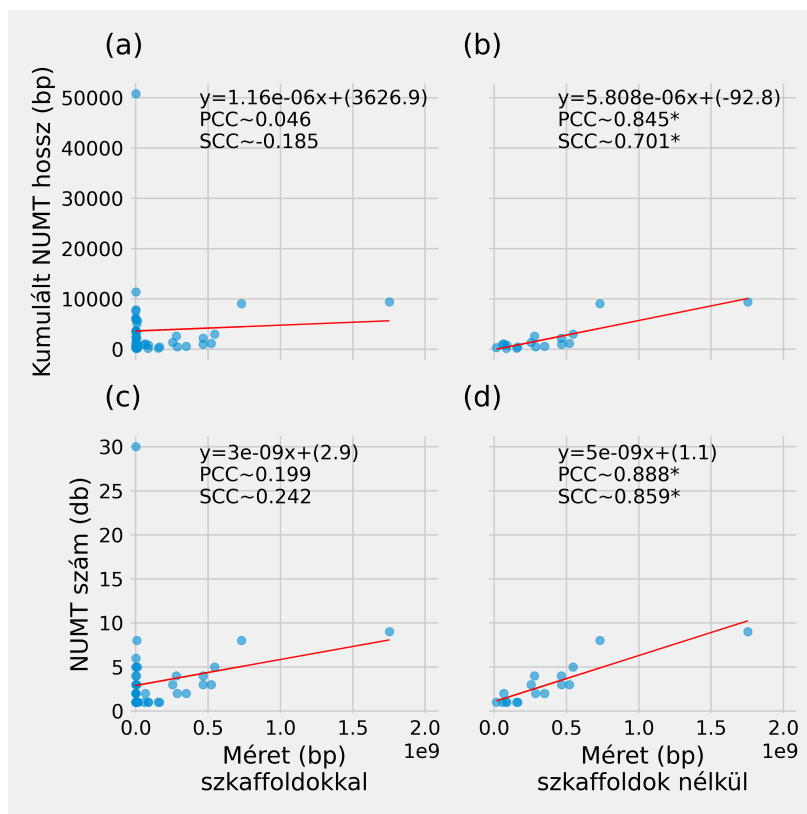 (a)
(b)
Kumulált NUMT hossz (bp)
50000
40000
30000
20000
10000
0
y=1.16e-06x+(3626.9)
PCC~0.046
SCC~-0.185
y=5.808e-06x+(-92.8)
PCC~0.845*
SCC~0.701*
(c)
(d)
NUMT szám (db)
30
25
20
15
10
5
0
y=3e-09x+(2.9)
PCC~0.199
SCC~0.242
y=5e-09x+(1.1)
PCC~0.888*
SCC~0.859*
0.0 0.5 1.0 1.5 2.0
1e9
Méret (bp)
szkaffoldokkal
0.0 0.5 1.0 1.5 2.0
1e9
Méret (bp)
szkaffoldok nélkül